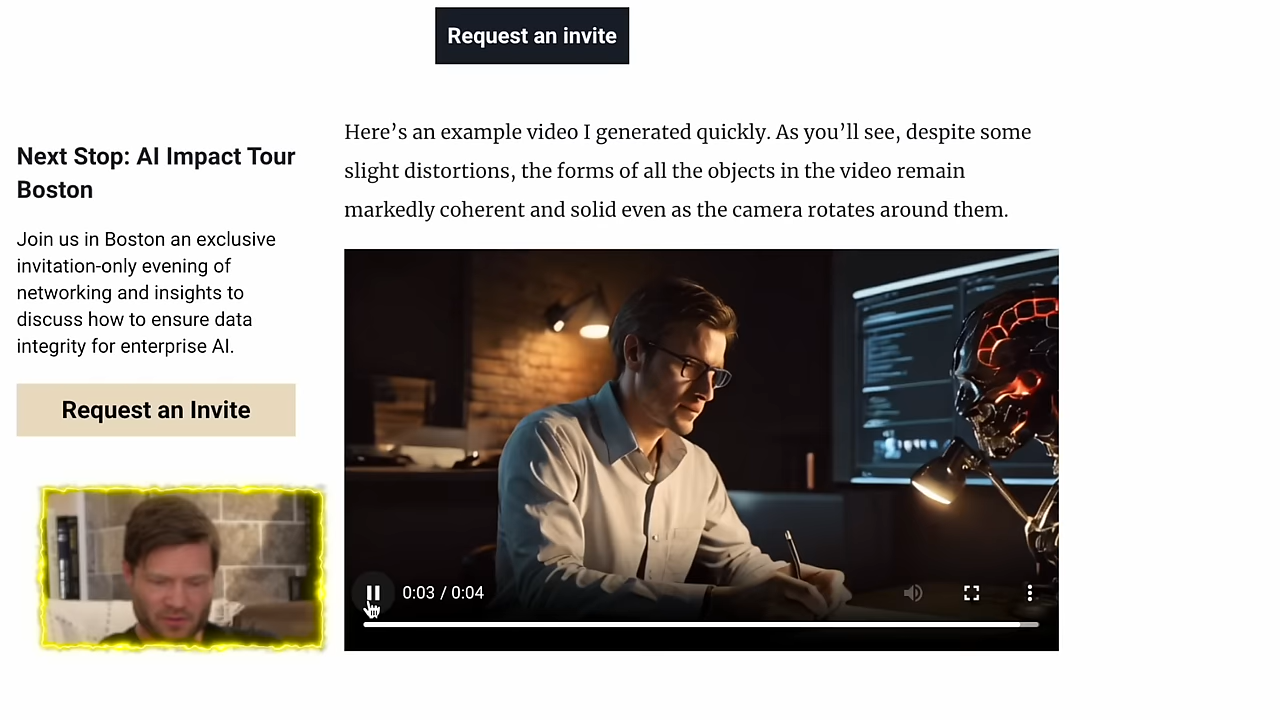 Request an invite
Next Stop: AI Impact Tour
Boston
Join us in Boston an exclusive
invitation-only evening of
networking and insights to
discuss how to ensure data
integrity for enterprise AI.
Request an Invite
Here’s an example video I generated quickly. As you’ll see, despite some
slight distortions, the forms of all the objects in the video remain
markedly coherent and solid even as the camera rotates around them.
0:03 / 0:04